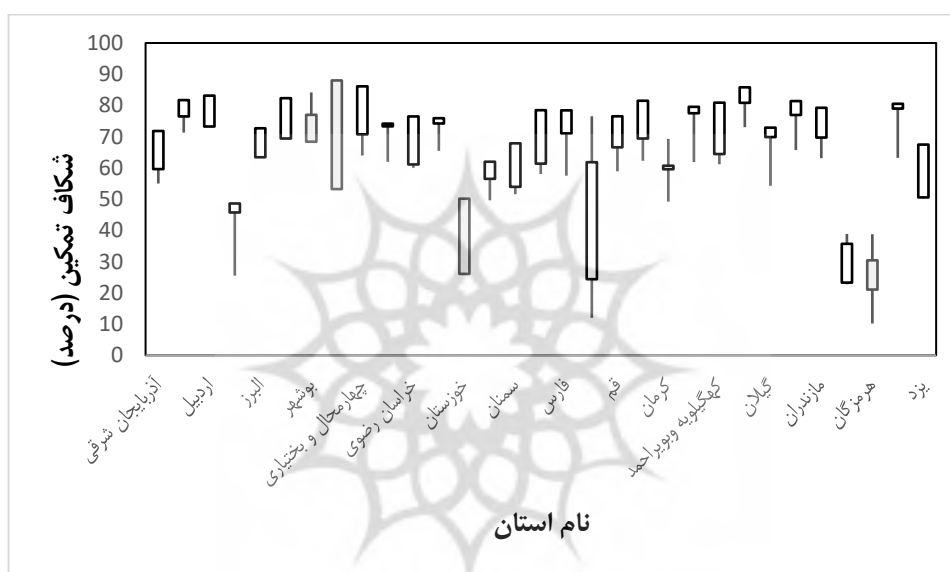 شکاف تمکین (درصد)
100
90
80
70
60
50
40
30
20
10
0
آذربایجان شرقی
اردبیل
البرز
بوشهر
چهارمحال و بختیاری
خراسان رضوی
خوزستان
سمنان
فارس
قم
کرمان
کهگیلویه وبویراحمد
گیلان
مازندران
هرمزگان
یزد
نام استان